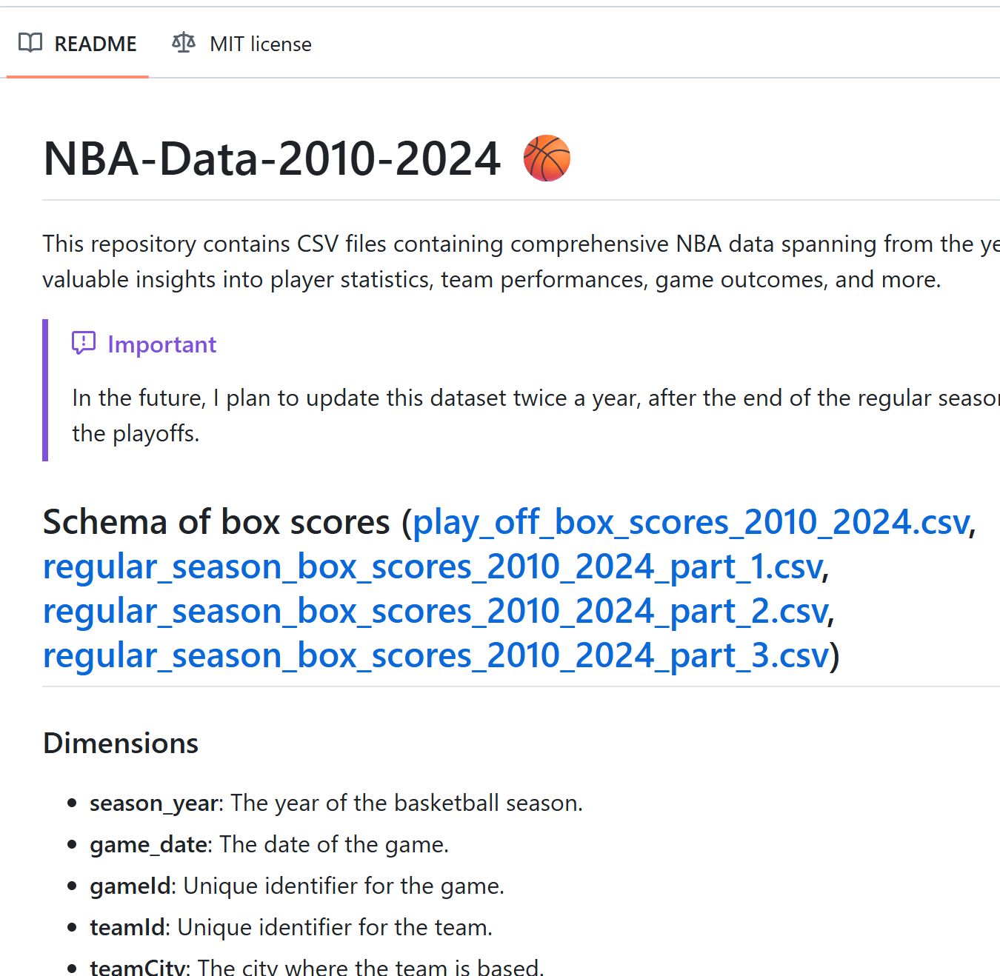 README MIT license
NBA-Data-2010-2024 🏀
This repository contains CSV files containing comprehensive NBA data spanning from the
valuable insights into player statistics, team performances, game outcomes, and more.
Important
In the future, I plan to update this dataset twice a year, after the end of the regular
the playoffs.
Schema of box scores (play_off_box_scores_2010_2024.csv,
regular_season_box_scores_2010_2024_part_1.csv,
regular_season_box_scores_2010_2024_part_2.csv,
regular_season_box_scores_2010_2024_part_3.csv)
Dimensions
• season_year: The year of the basketball season.
• game_date: The date of the game.
• gameId: Unique identifier for the game.
• teamId: Unique identifier for the team.
• teamCity: The city where the team is based.